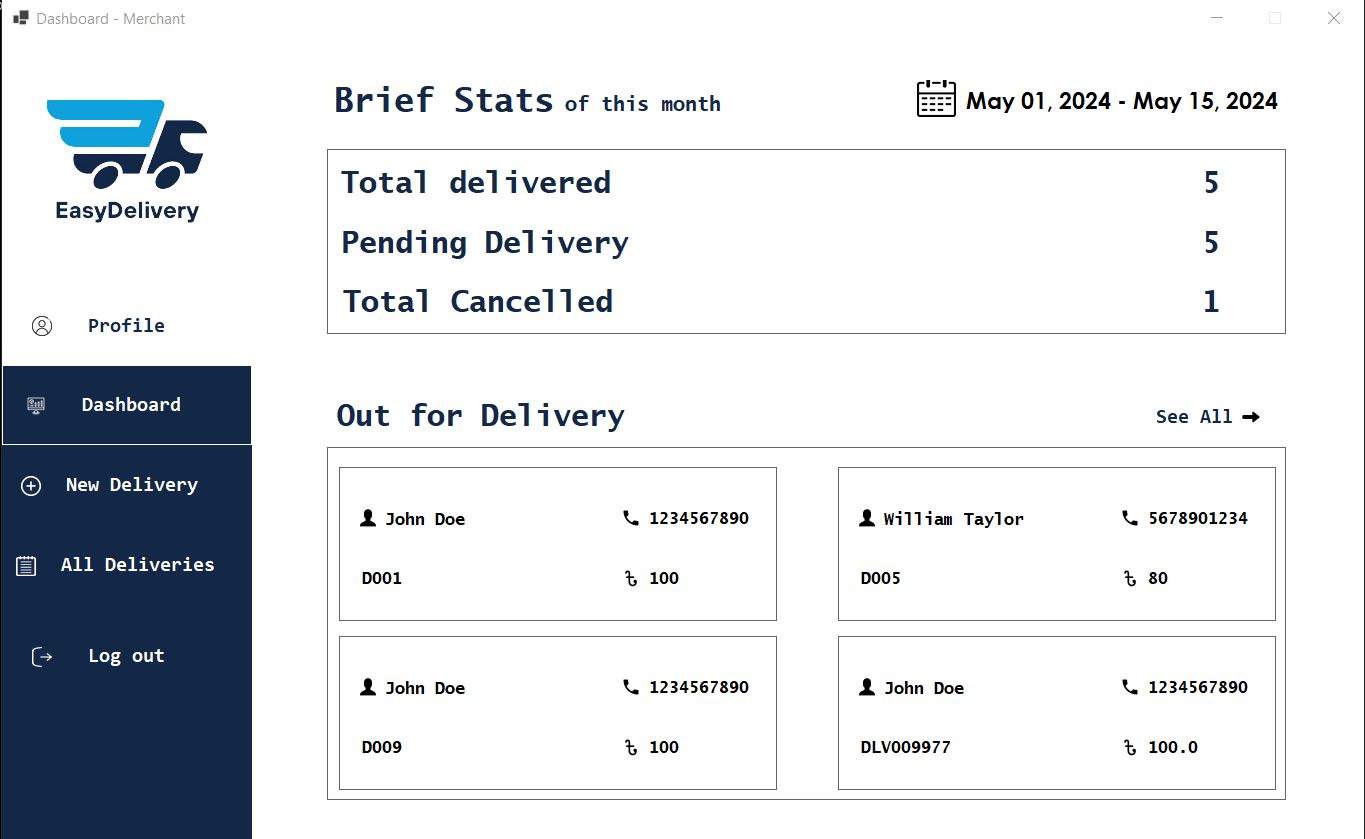 Dashboard - Merchant
EasyDelivery
Profile
Dashboard
New Delivery
All Deliveries
Log out
Brief Stats of this month
May 01, 2024 - May 15, 2024
Total delivered 5
Pending Delivery 5
Total Cancelled 1
Out for Delivery
See All
John Doe 1234567890
D001 ৳ 100
William Taylor 5678901234
D005 ৳ 80
John Doe 1234567890
D009 ৳ 100
John Doe 1234567890
DLV009977 ৳ 100.0